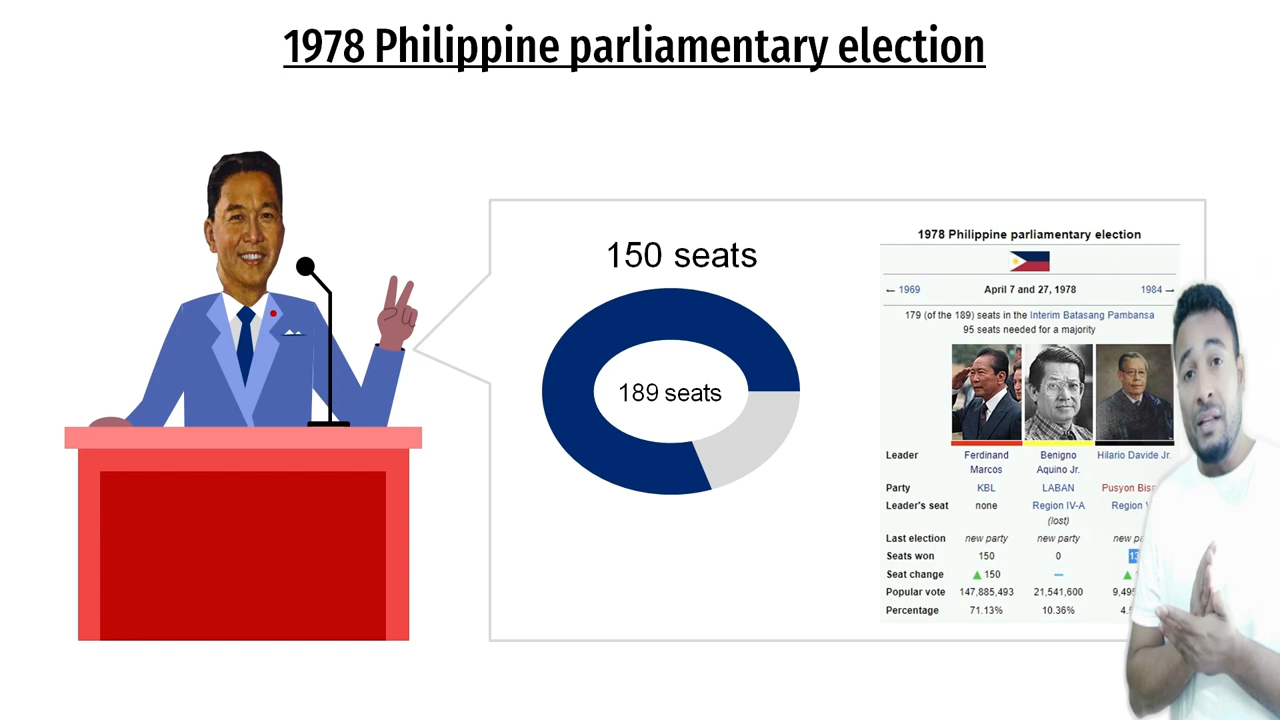 1978 Philippine parliamentary election
150 seats
189 seats
1978 Philippine parliamentary election
← 1969 April 7 and 27, 1978 1984 →
179 (of the 189) seats in the Interim Batasang Pambansa
95 seats needed for a majority
Leader Ferdinand Marcos Benigno Aquino Jr. Hilario Davide Jr.
Party KBL LABAN Pusyon
Leader's seat none Region IV-A (lost) Region
Last election new party new party new
Seats won 150 0
Seat change 150
Popular vote 147,885,493 21,541,600
Percentage 71.13% 10.36%